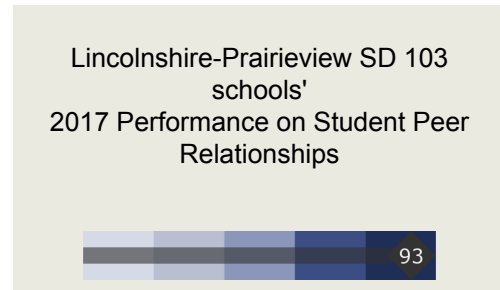 Lincolnshire-Prairieview SD 103
schools'
2017 Performance on Student Peer
Relationships
93